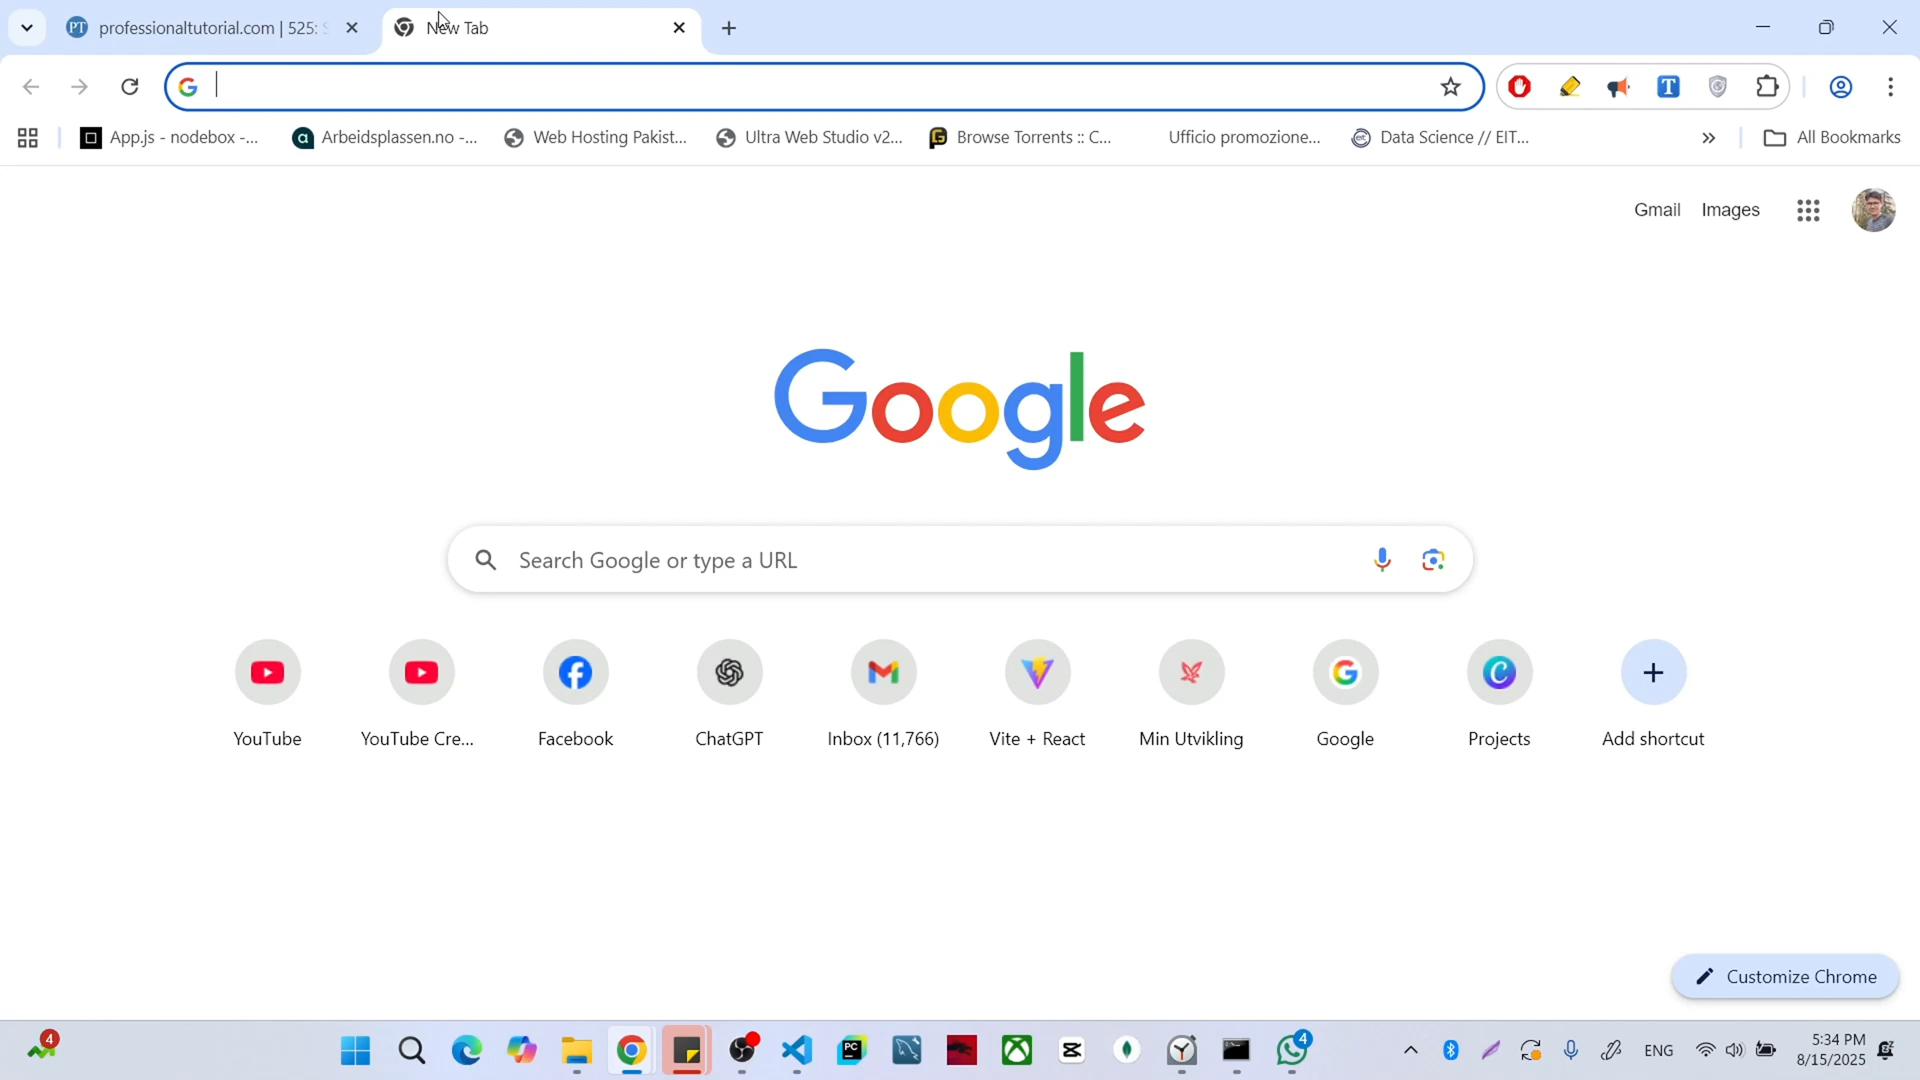 professionaltutorial.com | 525:
New Tab
App.js - nodebox -...
Arbeidsplassen.no -...
Web Hosting Pakist...
Ultra Web Studio v2...
Browse Torrents :: C...
Ufficio promozione...
Data Science // EIT...
All Bookmarks
Gmail
Images
Google
Search Google or type a URL
YouTube
YouTube Cre...
Facebook
ChatGPT
Inbox (11,766)
Vite + React
Min Utvikling
Google
Projects
Add shortcut
Customize Chrome
4
PC
4
ENG
5:34 PM
8/15/2025